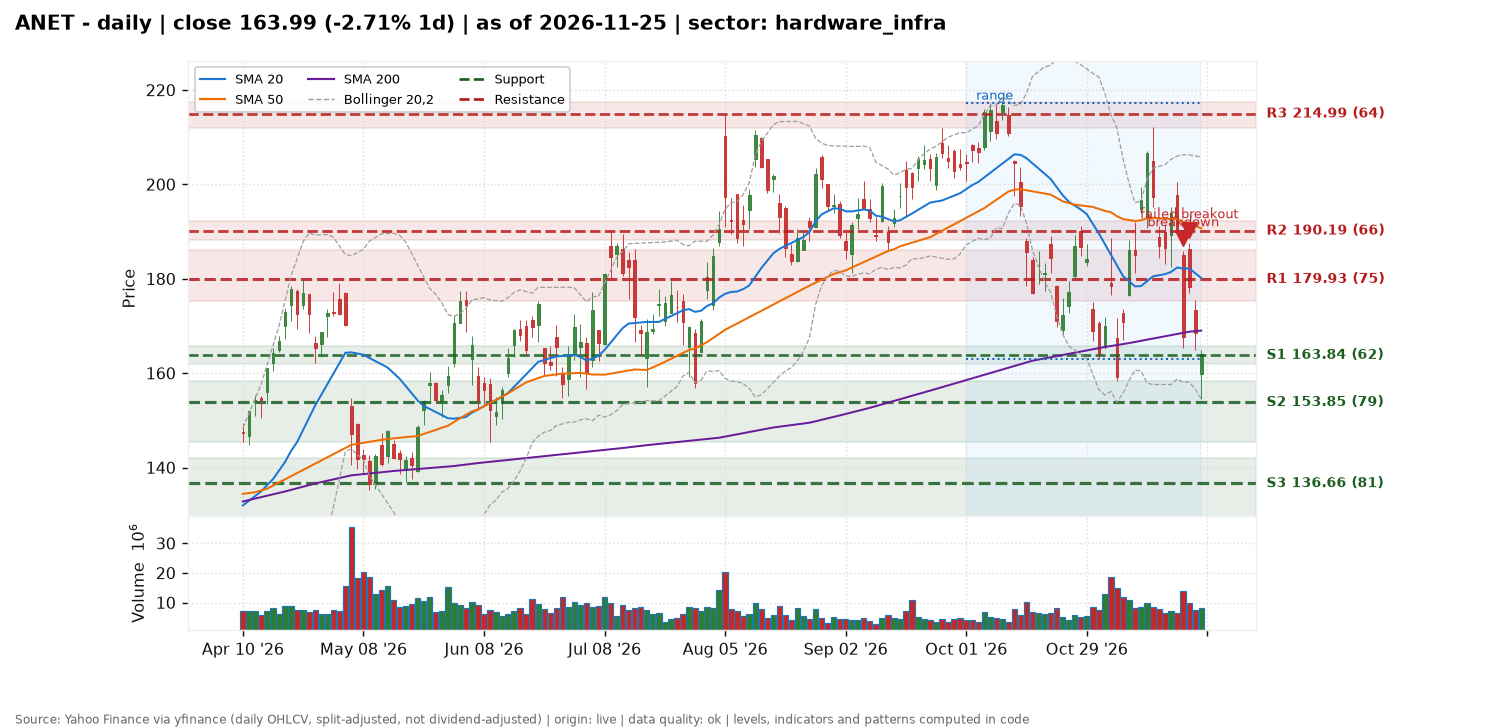 ANET - daily | close 163.99 (-2.71% 1d) | as of 2026-11-25 | sector: hardware_infra
SMA 20
SMA 50
SMA 200
Bollinger 20,2
Support
Resistance
Price
220
200
180
160
140
range
failed breakout
breakdown
R3 214.99 (64)
R2 190.19 (66)
R1 179.93 (75)
S1 163.84 (62)
S2 153.85 (79)
S3 136.66 (81)
Volume 10⁶
30
20
10
Apr 10 '26
May 08 '26
Jun 08 '26
Jul 08 '26
Aug 05 '26
Sep 02 '26
Oct 01 '26
Oct 29 '26
Source: Yahoo Finance via yfinance (daily OHLCV, split-adjusted, not dividend-adjusted) | origin: live | data quality: ok | levels, indicators and patterns computed in code